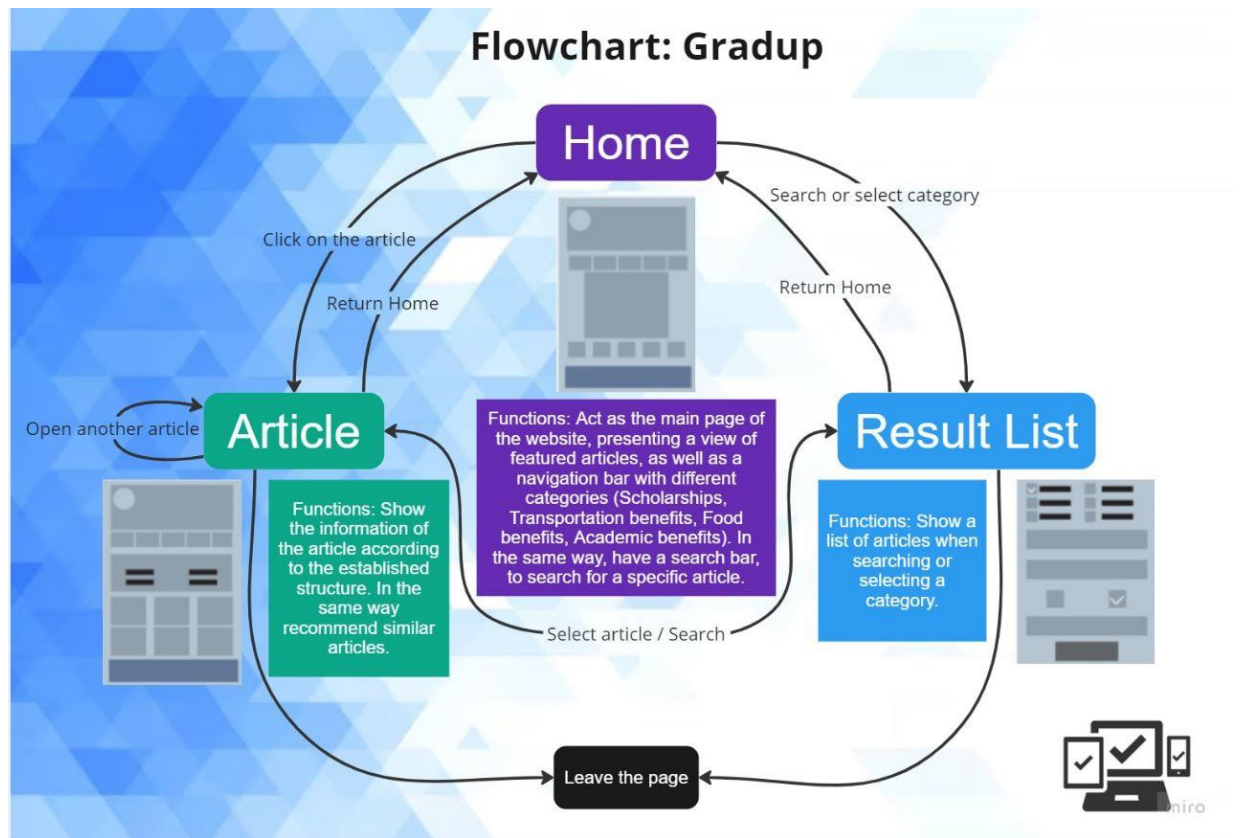 Flowchart: Gradup
Home
Search or select category
Click on the article
Return Home
Return Home
Open another article
Article
Result List
Functions: Act as the main page of
the website, presenting a view of
featured articles, as well as a
navigation bar with different
categories (Scholarships,
Transportation benefits, Food
benefits, Academic benefits). In
the same way, have a search bar,
to search for a specific article.
Functions: Show
the information of
the article according
to the established
structure. In the
same way
recommend similar
articles.
Functions: Show a
list of articles when
searching or
selecting a
category.
Select article / Search
Leave the page
miro